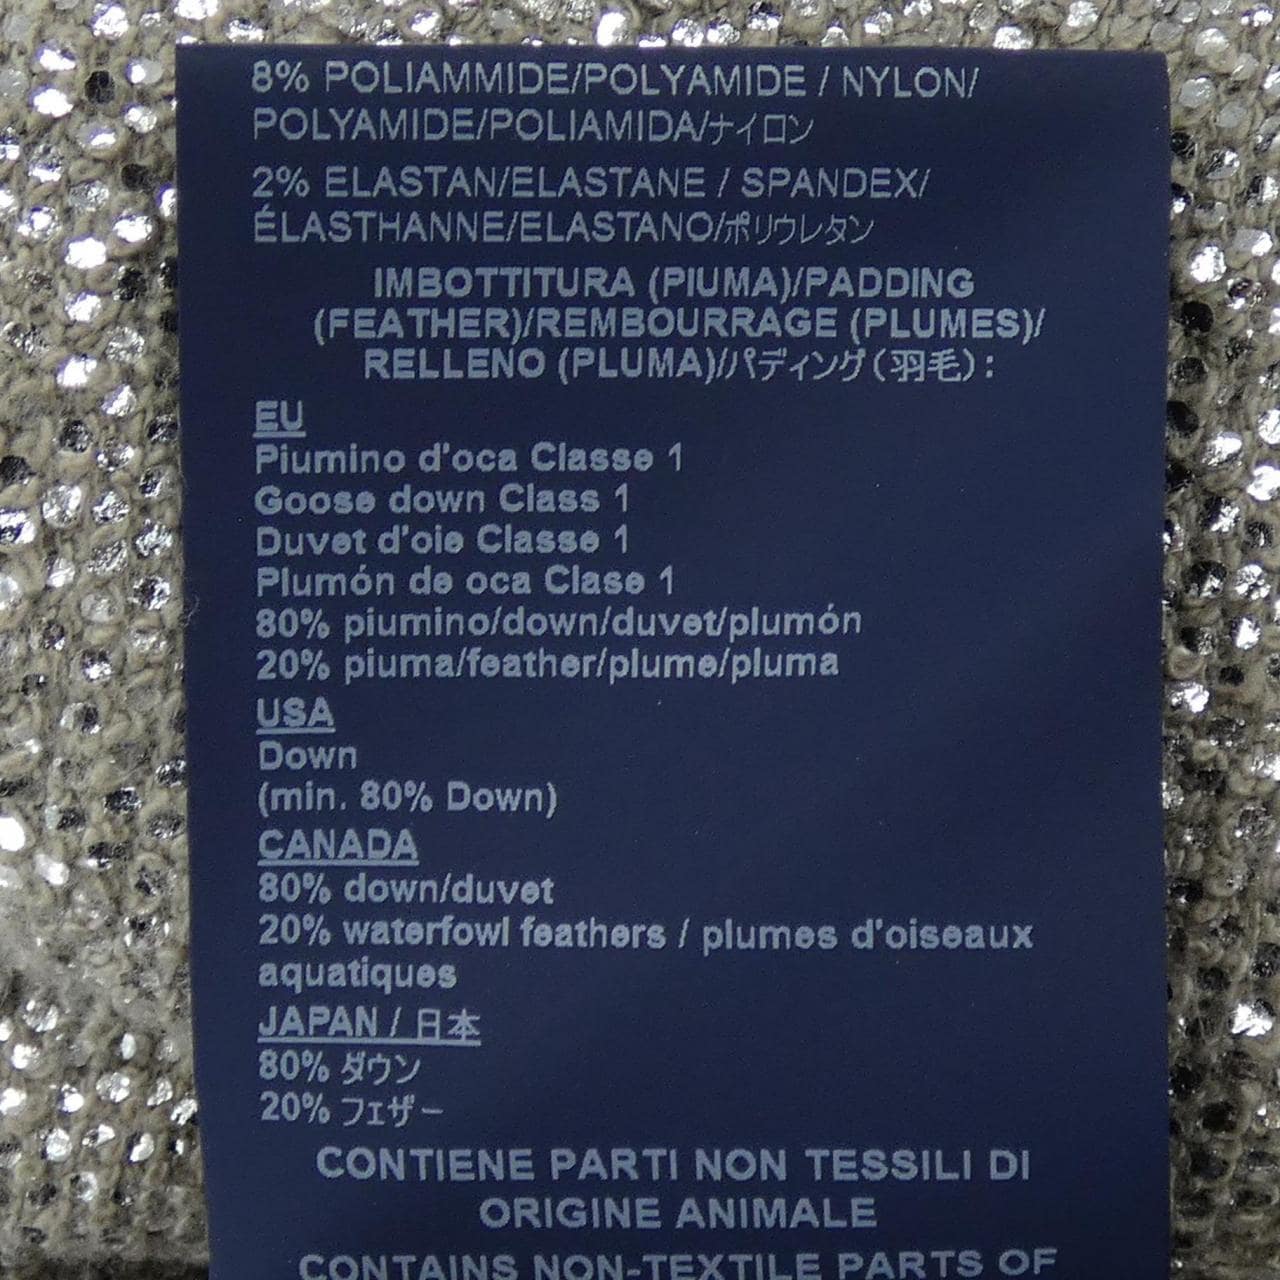 8% POLIAMMIDE/POLYAMIDE / NYLON/
POLYAMIDE/POLIAMIDA/ナイロン
2% ELASTAN/ELASTANE / SPANDEX/
ÉLASTHANNE/ELASTANO/ポリウレタン
IMBOTTITURA (PIUMA)/PADDING
(FEATHER)/REMBOURRAGE (PLUMES)/
RELLENO (PLUMA)/パディング(羽毛):
EU
Piumino d'oca Classe 1
Goose down Class 1
Duvet d'oie Classe 1
Plumón de oca Clase 1
80% piumino/down/duvet/plumón
20% piuma/feather/plume/pluma
USA
Down
(min. 80% Down)
CANADA
80% down/duvet
20% waterfowl feathers / plumes d'oiseaux
aquatiques
JAPAN / 日本
80% ダウン
20% フェザー
CONTIENE PARTI NON TESSILI DI
ORIGINE ANIMALE
CONTAINS NON-TEXTILE PARTS OF